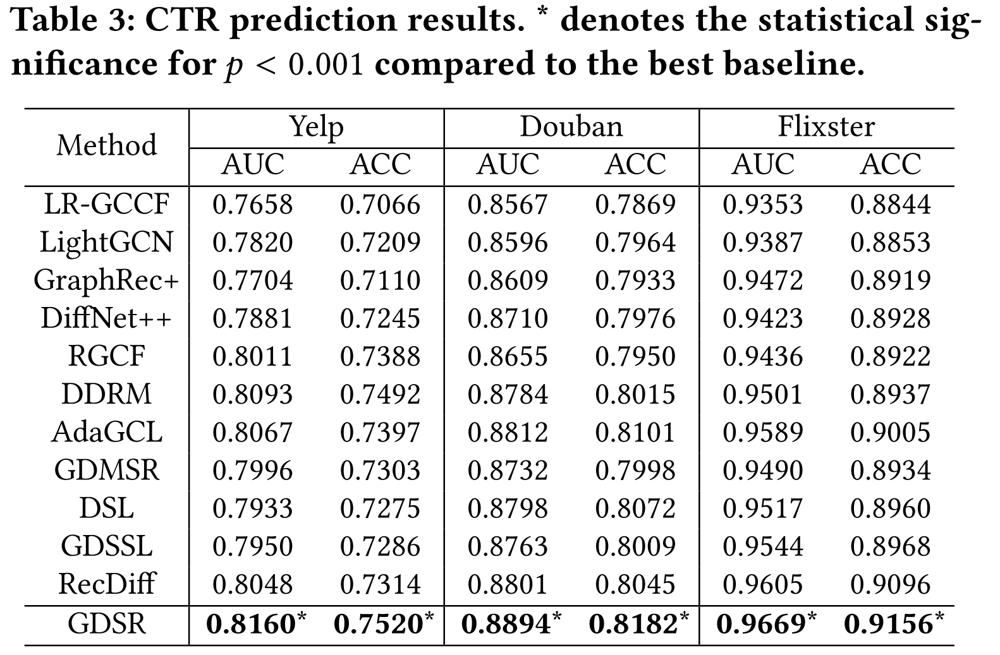 Table 3: CTR prediction results. * denotes the statistical sig-
nificance for p < 0.001 compared to the best baseline.
Method Yelp Douban Flixster
AUC ACC AUC ACC AUC ACC
LR-GCCF 0.7658 0.7066 0.8567 0.7869 0.9353 0.8844
LightGCN 0.7820 0.7209 0.8596 0.7964 0.9387 0.8853
GraphRec+ 0.7704 0.7110 0.8609 0.7933 0.9472 0.8919
DiffNet++ 0.7881 0.7245 0.8710 0.7976 0.9423 0.8928
RGCF 0.8011 0.7388 0.8655 0.7950 0.9436 0.8922
DDRM 0.8093 0.7492 0.8784 0.8015 0.9501 0.8937
AdaGCL 0.8067 0.7397 0.8812 0.8101 0.9589 0.9005
GDMSR 0.7996 0.7303 0.8732 0.7998 0.9490 0.8934
DSL 0.7933 0.7275 0.8798 0.8072 0.9517 0.8960
GDSSL 0.7950 0.7286 0.8763 0.8009 0.9544 0.8968
RecDiff 0.8048 0.7314 0.8801 0.8045 0.9605 0.9096
GDSR 0.8160* 0.7520* 0.8894* 0.8182* 0.9669* 0.9156*